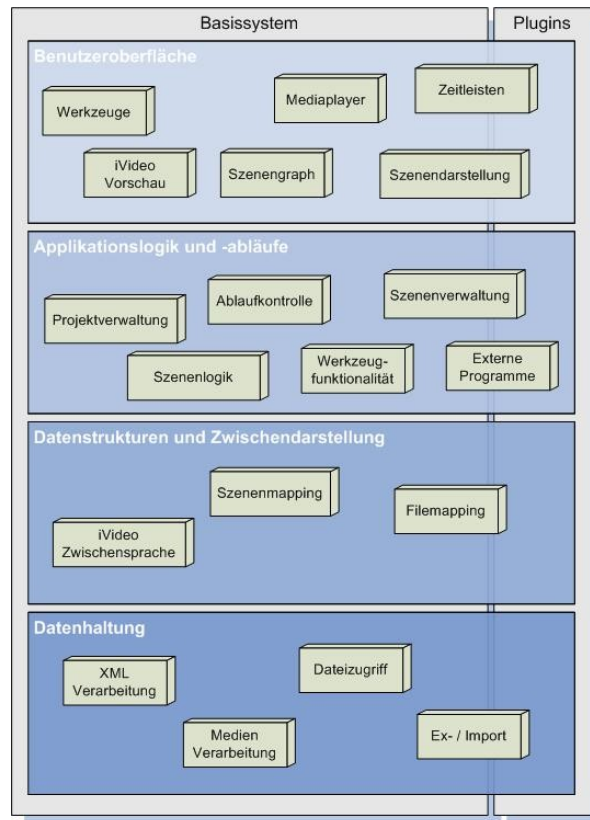 Basissystem
Plugins
Benutzeroberfläche
Werkzeuge
Mediaplayer
Zeitleisten
iVideo
Vorschau
Szenengraph
Szenendarstellung
Applikationslogik und -abläufe
Projektverwaltung
Ablaufkontrolle
Szenenverwaltung
Szenenlogik
Werkzeug-
funktionalität
Externe
Programme
Datenstrukturen und Zwischendarstellung
Szenenmapping
Filemapping
iVideo
Zwischensprache
Datenhaltung
XML
Verarbeitung
Dateizugriff
Medien
Verarbeitung
Ex- / Import